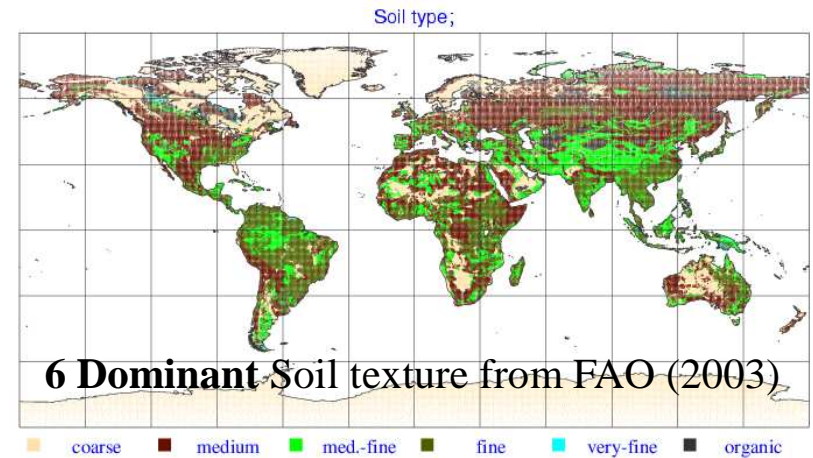 Soil type;
6 Dominant Soil texture from FAO (2003)
coarse medium med.-fine fine very-fine organic